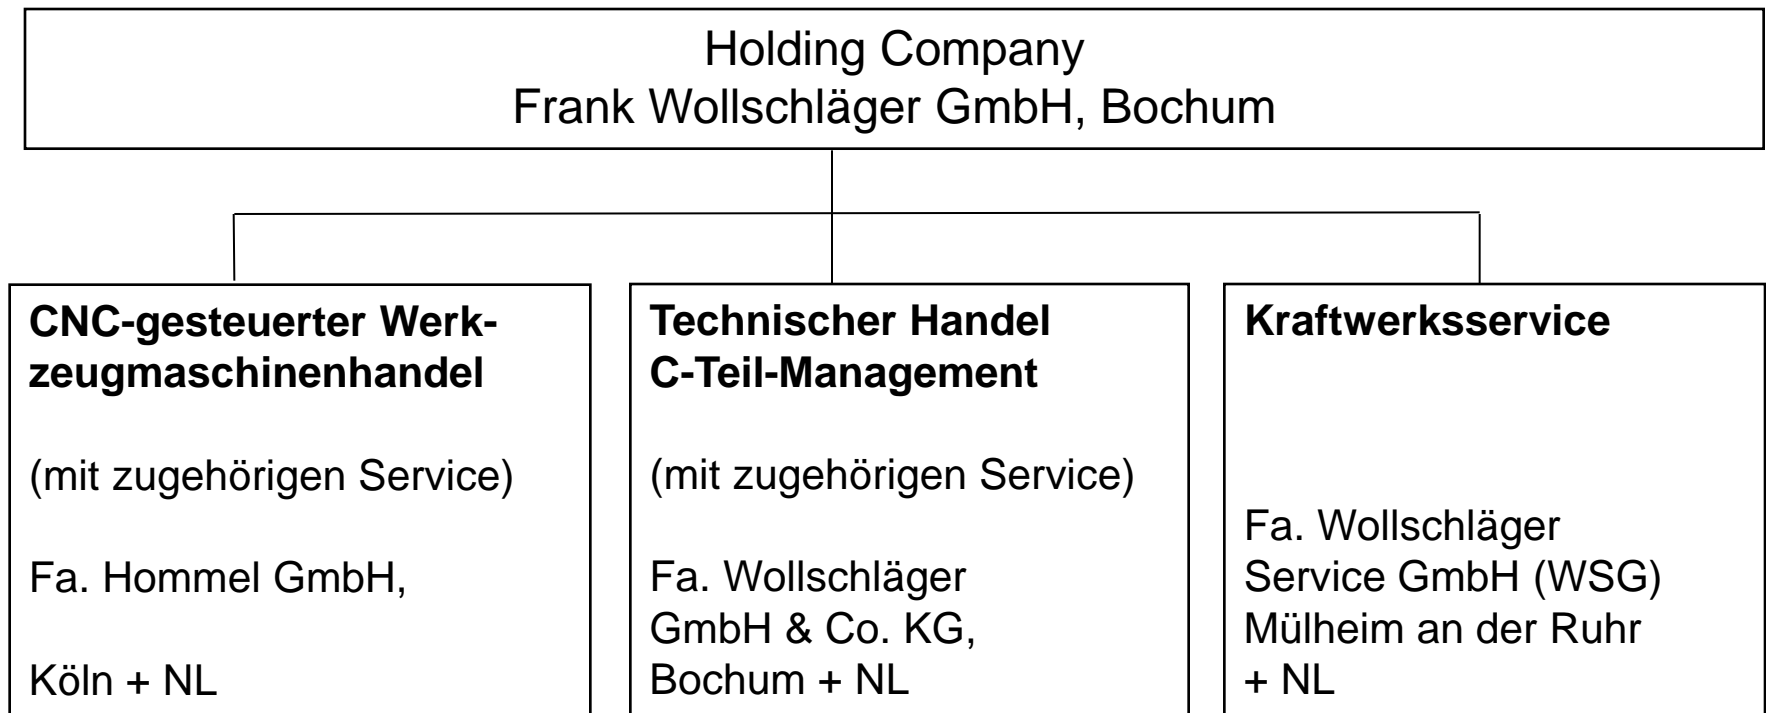 Holding Company
Frank Wollschläger GmbH, Bochum
CNC-gesteuerter Werk-
zeugmaschinenhandel
(mit zugehörigen Service)
Fa. Hommel GmbH,
Köln + NL
Technischer Handel
C-Teil-Management
(mit zugehörigen Service)
Fa. Wollschläger
GmbH & Co. KG,
Bochum + NL
Kraftwerksservice
Fa. Wollschläger
Service GmbH (WSG)
Mülheim an der Ruhr
+ NL